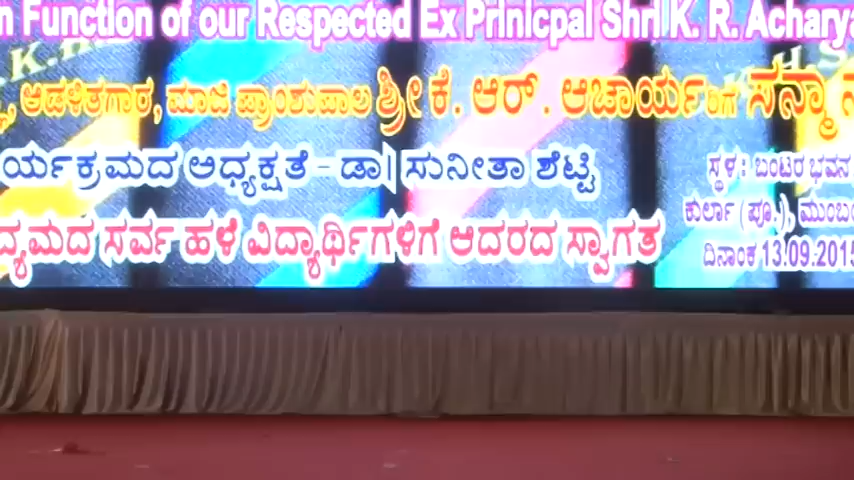 n Function of our Respected Ex Prinicpal Shri K. R. Acharya
ಆಡಳಿತಗಾರ, ಮಾಜಿ ಪ್ರಾಂಶುಪಾಲ ಶ್ರೀ ಕೆ. ಆರ್. ಆಚಾರ್ಯರಿಗೆ ಸನ್ಮಾನ
ರ್ಯಕ್ರಮದ ಅಧ್ಯಕ್ಷತೆ - ಡಾ| ಸುನೀತಾ ಶೆಟ್ಟಿ
ದ್ಯಮದ ಸರ್ವ ಹಳೆ ವಿದ್ಯಾರ್ಥಿಗಳಿಗೆ ಆದರದ ಸ್ವಾಗತ
ಸ್ಥಳ : ಬಂಟರ ಭವನ
ಕುರ್ಲಾ (ಪೂ.), ಮುಂಬ
ದಿನಾಂಕ 13.09.2015